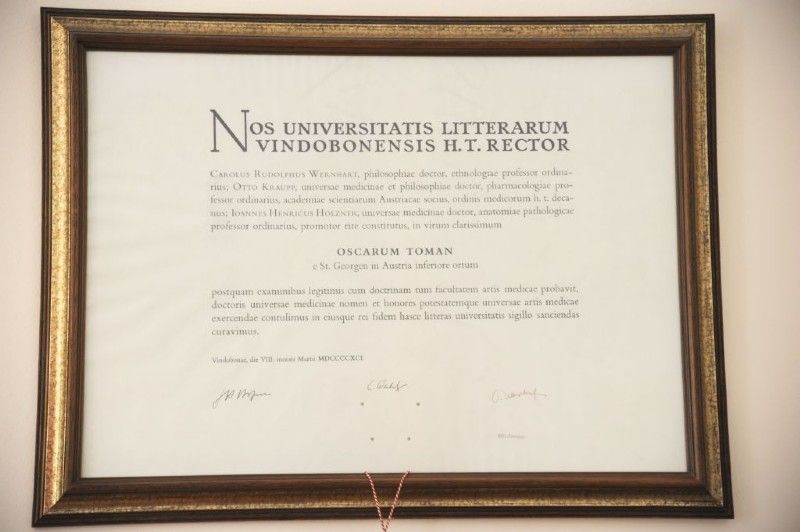 NOS UNIVERSITATIS LITTERARUM
VINDOBONENSIS H.T. RECTOR
CAROLUS RUDOLPHUS WERNHART, philosophiae doctor, ethnologiae professor ordina-
rius; OTTO KRAUPP, universae medicinae et philosophiae doctor, pharmacologiae pro-
fessor ordinarius, academiae scientiarum Austriacae socius, ordinis medicorum h. t. deca-
nus; IOANNES HENRICUS HOLZNER, universae medicinae doctor, anatomiae pathologicae
professor ordinarius, promotor rite constitutus, in virum clarissimum
OSCARUM TOMAN
e St. Georgen in Austria inferiore ortum
postquam examinibus legitimis cum doctrinam tum facultatem artis medicae probavit,
doctoris universae medicinae nomen et honores potestatemque universae artis medicae
exercendae contulimus in eiusque rei fidem hasce litteras universitatis sigillo sanciendas
curavimus.
Vindobonae, die VIII. mensis Martii MDCCCCXCI